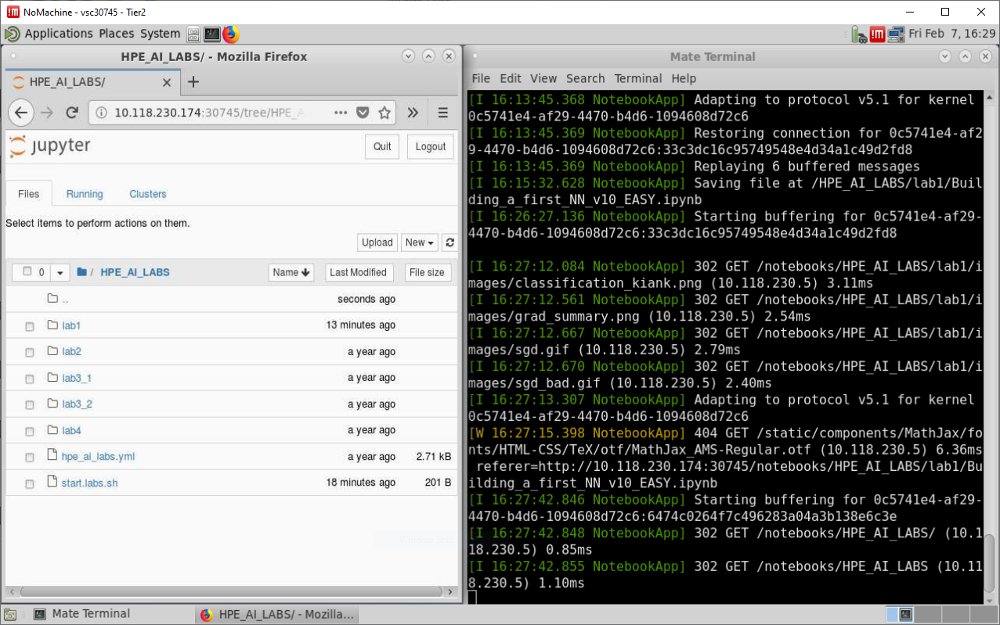 NoMachine - vsc30745 - Tier2
Applications Places System
Fri Feb 7, 16:29
HPE_AI_LABS/ - Mozilla Firefox
HPE_AI_LABS/
10.118.230.174:30745/tree/HPE_A
jupyter
Quit
Logout
Files
Running
Clusters
Select items to perform actions on them.
Upload
New
0
/ HPE_AI_LABS
Name
Last Modified
File size
.. seconds ago
lab1 13 minutes ago
lab2 a year ago
lab3_1 a year ago
lab3_2 a year ago
lab4 a year ago
hpe_ai_labs.yml a year ago 2.71 kB
start.labs.sh 18 minutes ago 201 B
Mate Terminal
File Edit View Search Terminal Help
[I 16:13:45.368 NotebookApp] Adapting to protocol v5.1 for kernel
0c5741e4-af29-4470-b4d6-1094608d72c6
[I 16:13:45.369 NotebookApp] Restoring connection for 0c5741e4-af2
9-4470-b4d6-1094608d72c6:33c3dc16c95749548e4d34a1c49d2fd8
[I 16:13:45.369 NotebookApp] Replaying 6 buffered messages
[I 16:15:32.628 NotebookApp] Saving file at /HPE_AI_LABS/lab1/Buil
ding_a_first_NN_v10_EASY.ipynb
[I 16:26:27.136 NotebookApp] Starting buffering for 0c5741e4-af29-
4470-b4d6-1094608d72c6:33c3dc16c95749548e4d34a1c49d2fd8
[I 16:27:12.084 NotebookApp] 302 GET /notebooks/HPE_AI_LABS/lab1/i
mages/classification_kiank.png (10.118.230.5) 3.11ms
[I 16:27:12.561 NotebookApp] 302 GET /notebooks/HPE_AI_LABS/lab1/i
mages/grad_summary.png (10.118.230.5) 2.54ms
[I 16:27:12.667 NotebookApp] 302 GET /notebooks/HPE_AI_LABS/lab1/i
mages/sgd.gif (10.118.230.5) 2.79ms
[I 16:27:12.670 NotebookApp] 302 GET /notebooks/HPE_AI_LABS/lab1/i
mages/sgd_bad.gif (10.118.230.5) 2.40ms
[I 16:27:13.307 NotebookApp] Adapting to protocol v5.1 for kernel
0c5741e4-af29-4470-b4d6-1094608d72c6
[W 16:27:15.398 NotebookApp] 404 GET /static/components/MathJax/fo
nts/HTML-CSS/TeX/otf/MathJax_AMS-Regular.otf (10.118.230.5) 6.36ms
referer=http://10.118.230.174:30745/notebooks/HPE_AI_LABS/lab1/Bu
ilding_a_first_NN_v10_EASY.ipynb
[I 16:27:42.846 NotebookApp] Starting buffering for 0c5741e4-af29-
4470-b4d6-1094608d72c6:6474c0264f7c496283a04a3b138e6c3e
[I 16:27:42.848 NotebookApp] 302 GET /notebooks/HPE_AI_LABS/ (10.1
18.230.5) 0.85ms
[I 16:27:42.855 NotebookApp] 302 GET /notebooks/HPE_AI_LABS (10.11
8.230.5) 1.10ms
Mate Terminal
HPE_AI_LABS/ - Mozilla...